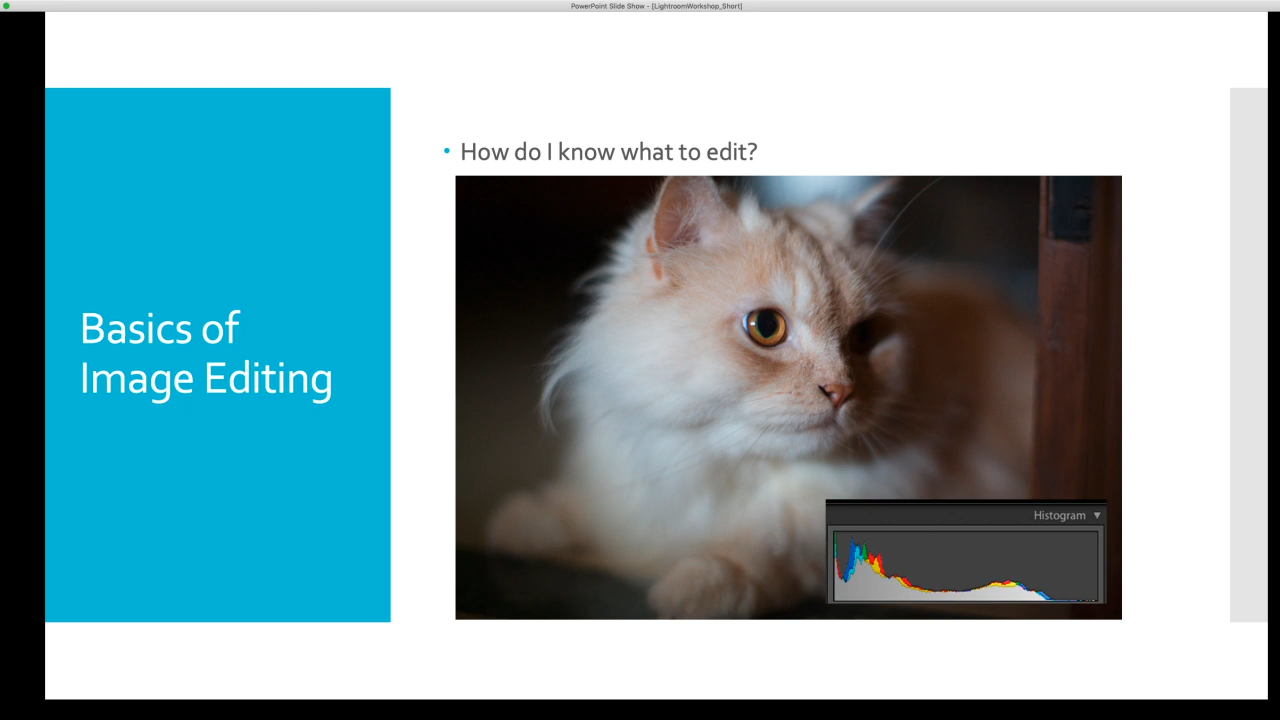 PowerPoint Slide Show - [LightroomWorkshop_Short]
Basics of
Image Editing
• How do I know what to edit?
Histogram ▼